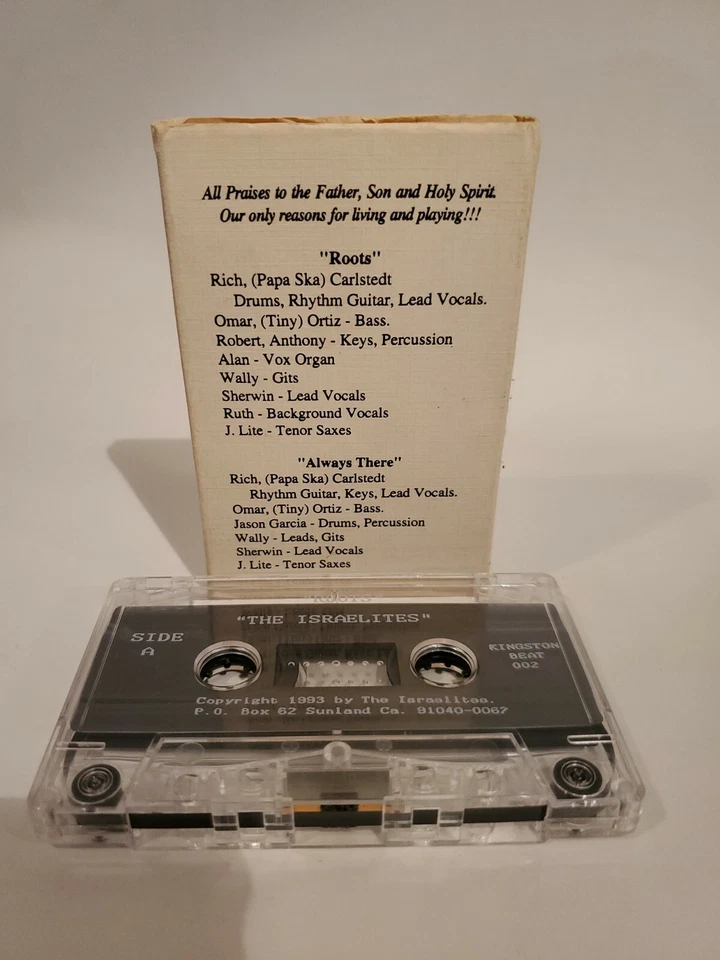 All Praises to the Father, Son and Holy Spirit.
Our only reasons for living and playing!!!
"Roots"
Rich, (Papa Ska) Carlstedt
Drums, Rhythm Guitar, Lead Vocals.
Omar, (Tiny) Ortiz - Bass.
Robert, Anthony - Keys, Percussion
Alan - Vox Organ
Wally - Gits
Sherwin - Lead Vocals
Ruth - Background Vocals
J. Lite - Tenor Saxes
"Always There"
Rich, (Papa Ska) Carlstedt
Rhythm Guitar, Keys, Lead Vocals.
Omar, (Tiny) Ortiz - Bass.
Jason Garcia - Drums, Percussion
Wally - Leads, Gits
Sherwin - Lead Vocals
J. Lite - Tenor Saxes
"ROOTS"
"THE ISRAELITES"
SIDE
A
KINGSTON
BEAT
002
Copyright 1993 by The Israelites.
P.O. Box 62 Sunland Ca. 91040-0067